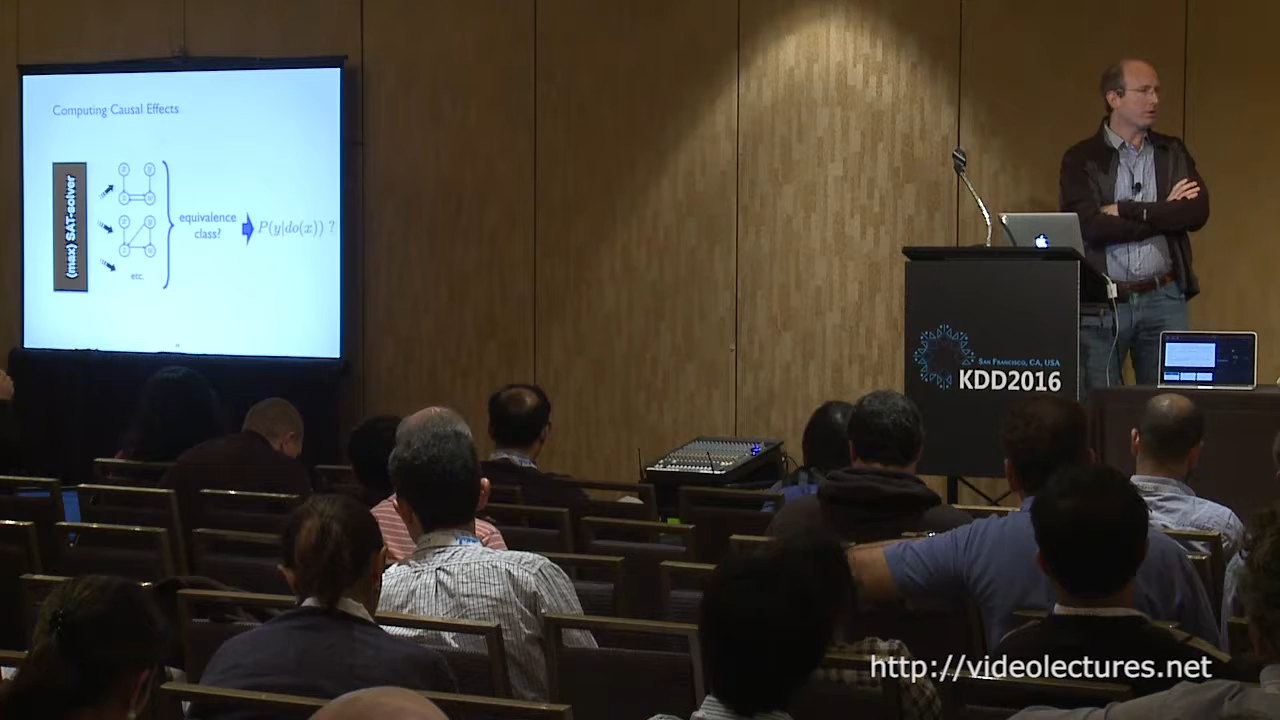 Computing Causal Effects
(max) SAT-solver
x y
z w
x y
z w
etc.
equivalence
class?
P(y|do(x)) ?
SAN FRANCISCO, CA, USA
KDD2016
http://videolectures.net